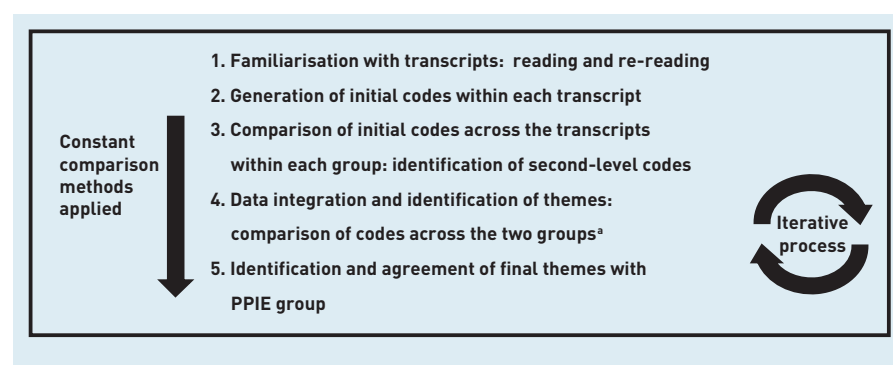 1. Familiarisation with transcripts: reading and re-reading
2. Generation of initial codes within each transcript
3. Comparison of initial codes across the transcripts
within each group: identification of second-level codes
4. Data integration and identification of themes:
comparison of codes across the two groupsᵃ
5. Identification and agreement of final themes with
PPIE group
Constant
comparison
methods
applied
Iterative
process